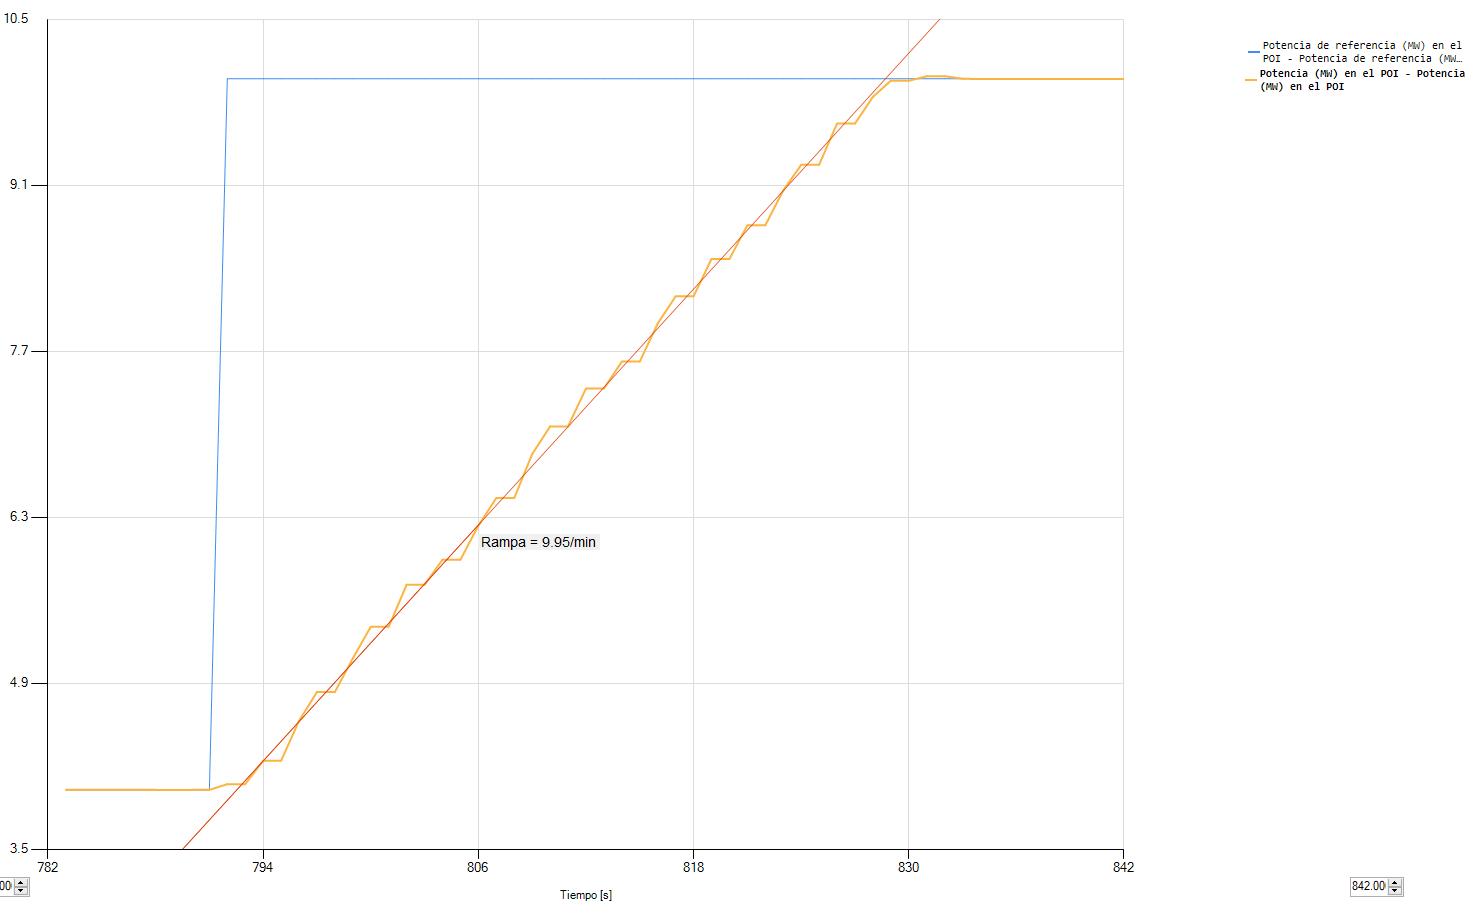 10.5
Potencia de referencia (MW) en el
POI - Potencia de referencia (MW…
Potencia (MW) en el POI - Potencia
(MW) en el POI
9.1
7.7
6.3
Rampa = 9.95/min
4.9
3.5
782 794 806 818 830 842
Tiempo [s]
00 842.00